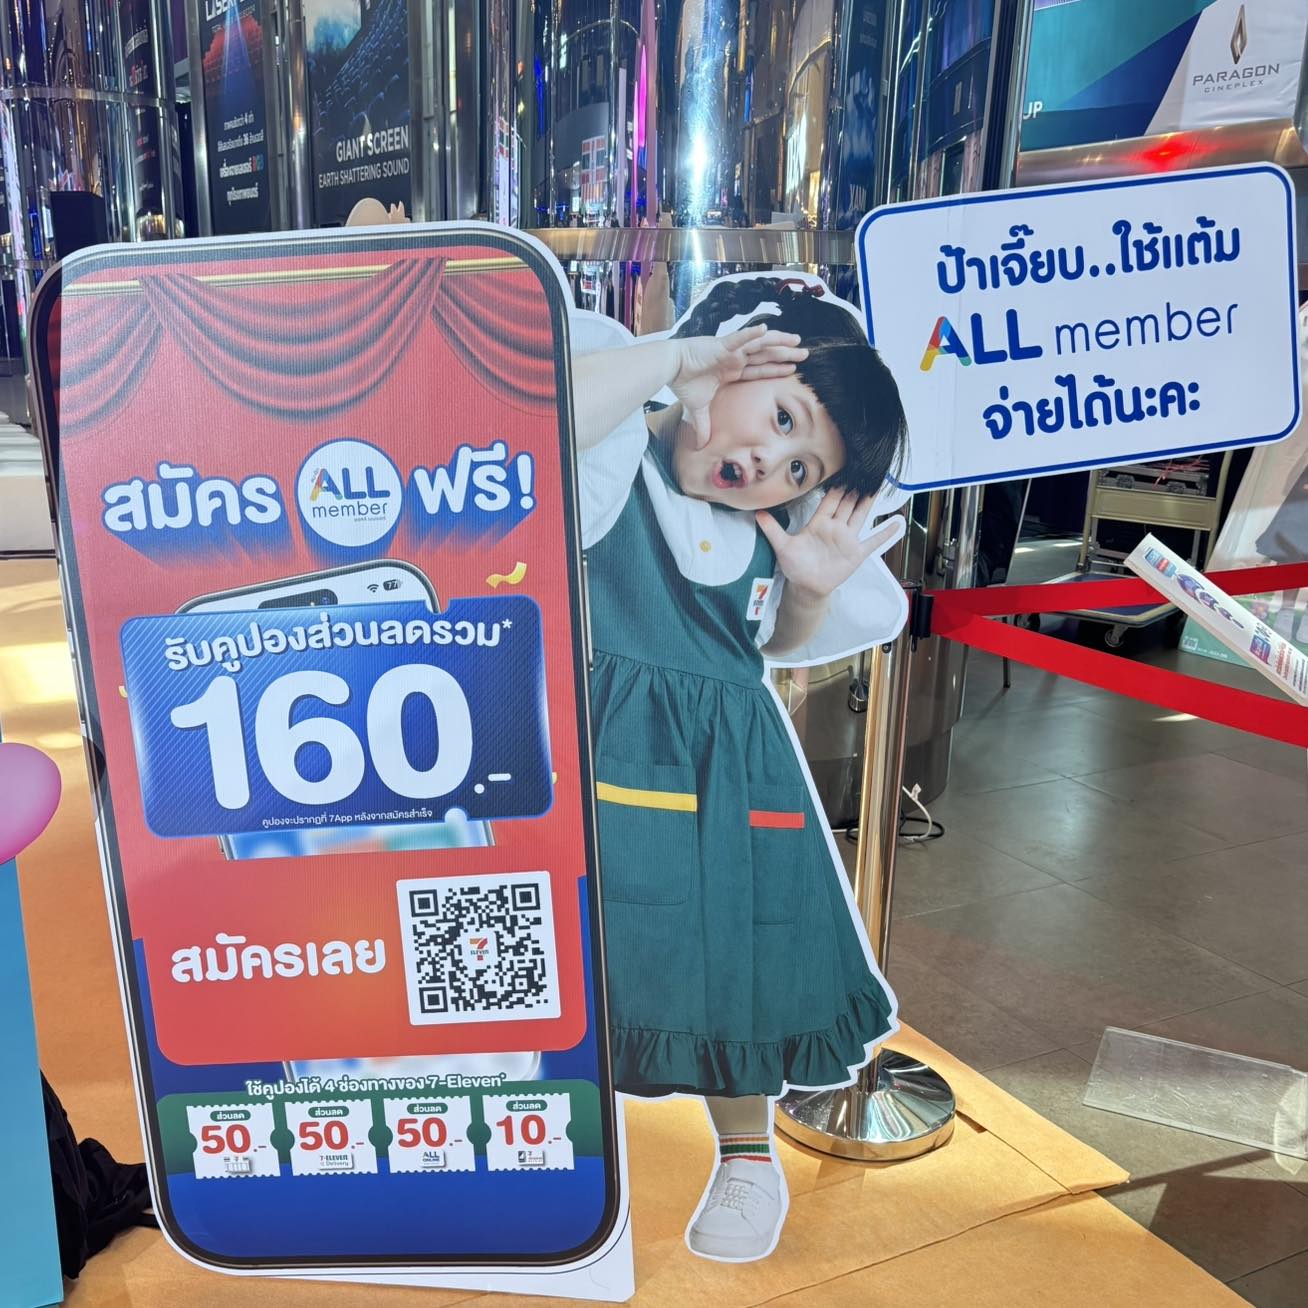 GIANT SCREEN
EARTH SHATTERING SOUND
PARAGON
CINEPLEX
UP
ป้าเจี๊ยบ..ใช้แต้ม
ALL member
จ่ายได้นะคะ
สมัคร ALL member ฟรี!
77
รับคูปองส่วนลดรวม*
160.-
คูปองจะปรากฏที่ 7App หลังจากสมัครสำเร็จ
สมัครเลย
7 ELEVEN
ใช้คูปองได้ 4 ช่องทางของ 7-Eleven*
ส่วนลด ส่วนลด ส่วนลด ส่วนลด
50.- 50.- 50.- 10.-
7-ELEVEN Delivery ALL ONLINE